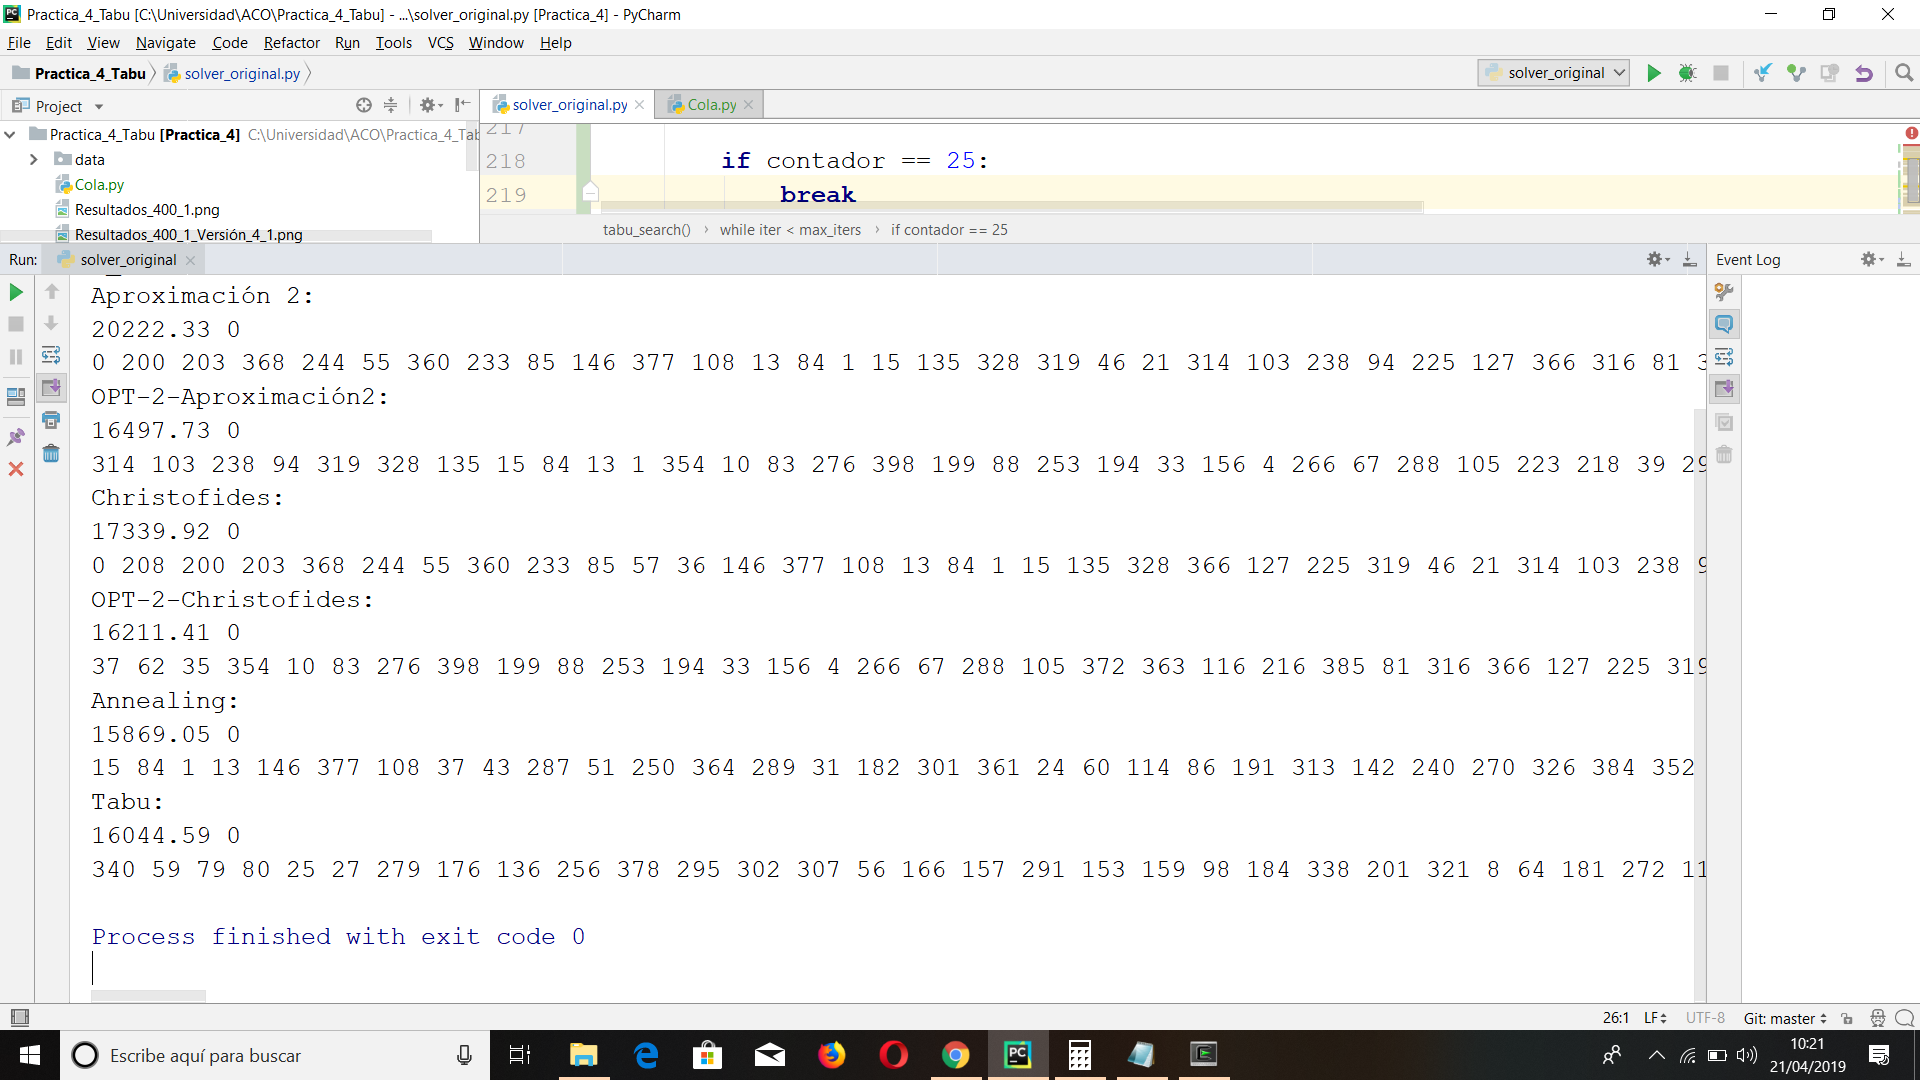 Practica_4_Tabu [C:\Universidad\ACO\Practica_4_Tabu] - ...\solver_original.py [Practica_4] - PyCharm
File Edit View Navigate Code Refactor Run Tools VCS Window Help
Practica_4_Tabu solver_original.py solver_original
Project solver_original.py Cola.py
Practica_4_Tabu [Practica_4] C:\Universidad\ACO\Practica_4_Tab
data
Cola.py
Resultados_400_1.png
Resultados_400_1_Versión_4_1.png
217
218 if contador == 25:
219 break
tabu_search() › while iter < max_iters › if contador == 25
Run: solver_original Event Log
Aproximación 2:
20222.33 0
0 200 203 368 244 55 360 233 85 146 377 108 13 84 1 15 135 328 319 46 21 314 103 238 94 225 127 366 316 81 3
OPT-2-Aproximación2:
16497.73 0
314 103 238 94 319 328 135 15 84 13 1 354 10 83 276 398 199 88 253 194 33 156 4 266 67 288 105 223 218 39 29
Christofides:
17339.92 0
0 208 200 203 368 244 55 360 233 85 57 36 146 377 108 13 84 1 15 135 328 366 127 225 319 46 21 314 103 238 9
OPT-2-Christofides:
16211.41 0
37 62 35 354 10 83 276 398 199 88 253 194 33 156 4 266 67 288 105 372 363 116 216 385 81 316 366 127 225 319
Annealing:
15869.05 0
15 84 1 13 146 377 108 37 43 287 51 250 364 289 31 182 301 361 24 60 114 86 191 313 142 240 270 326 384 352
Tabu:
16044.59 0
340 59 79 80 25 27 279 176 136 256 378 295 302 307 56 166 157 291 153 159 98 184 338 201 321 8 64 181 272 11
Process finished with exit code 0
26:1 LF UTF-8 Git: master
Escribe aquí para buscar
10:21
21/04/2019